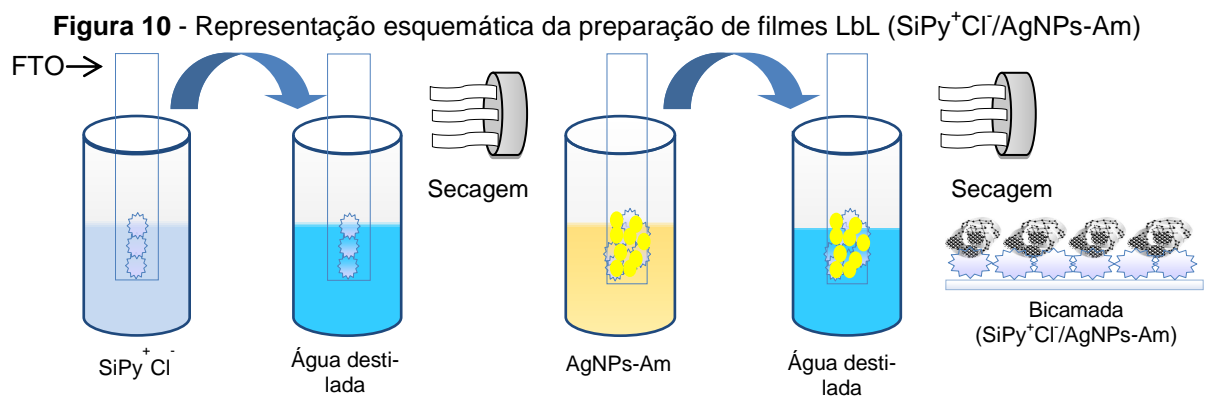 Figura 10 - Representação esquemática da preparação de filmes LbL (SiPy⁺Cl⁻/AgNPs-Am)
FTO→
Secagem
Secagem
SiPy⁺Cl⁻
Água desti-
lada
AgNPs-Am
Água desti-
lada
Bicamada
(SiPy⁺Cl⁻/AgNPs-Am)